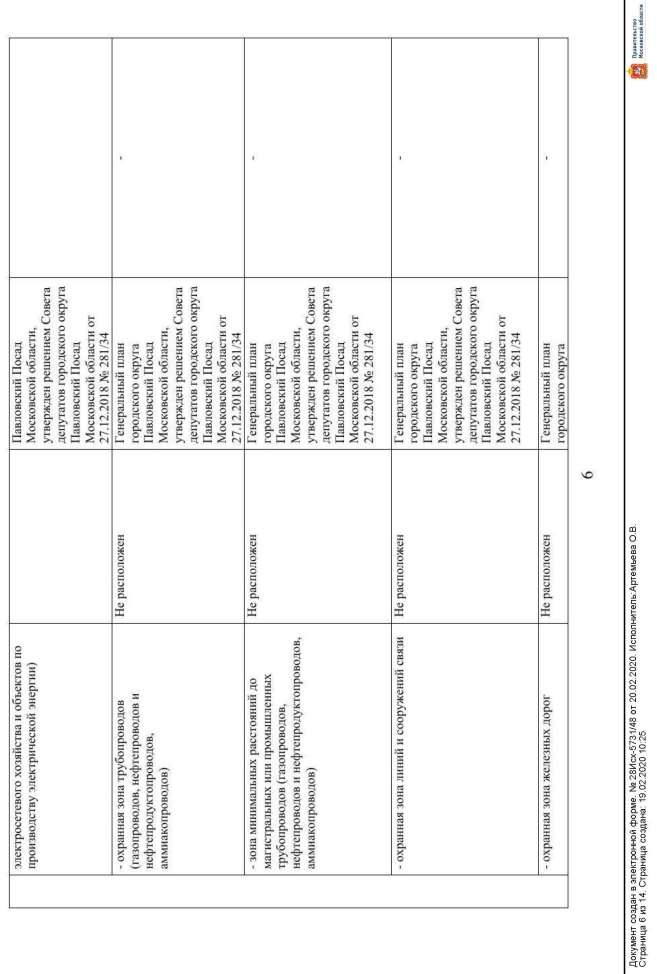 электросетевого хозяйства и объектов по
производству электрической энергии)
Павловский Посад
Московской области,
утвержден решением Совета
депутатов городского округа
Павловский Посад
Московской области от
27.12.2018 № 281/34
- охранная зона трубопроводов
(газопроводов, нефтепроводов и
нефтепродуктопроводов,
аммиакопроводов)
Не расположен
Генеральный план
городского округа
Павловский Посад
Московской области,
утвержден решением Совета
депутатов городского округа
Павловский Посад
Московской области от
27.12.2018 № 281/34
-
- зона минимальных расстояний до
магистральных или промышленных
трубопроводов (газопроводов,
нефтепроводов и нефтепродуктопроводов,
аммиакопроводов)
Не расположен
Генеральный план
городского округа
Павловский Посад
Московской области,
утвержден решением Совета
депутатов городского округа
Павловский Посад
Московской области от
27.12.2018 № 281/34
-
- охранная зона линий и сооружений связи
Не расположен
Генеральный план
городского округа
Павловский Посад
Московской области,
утвержден решением Совета
депутатов городского округа
Павловский Посад
Московской области от
27.12.2018 № 281/34
-
- охранная зона железных дорог
Не расположен
Генеральный план
городского округа
-
6
Документ создан в электронной форме. № 28Исх-5731/48 от 20.02.2020. Исполнитель:Артемьева О.В.
Страница 6 из 14. Страница создана: 19.02.2020 10:25
Правительство
Московской области